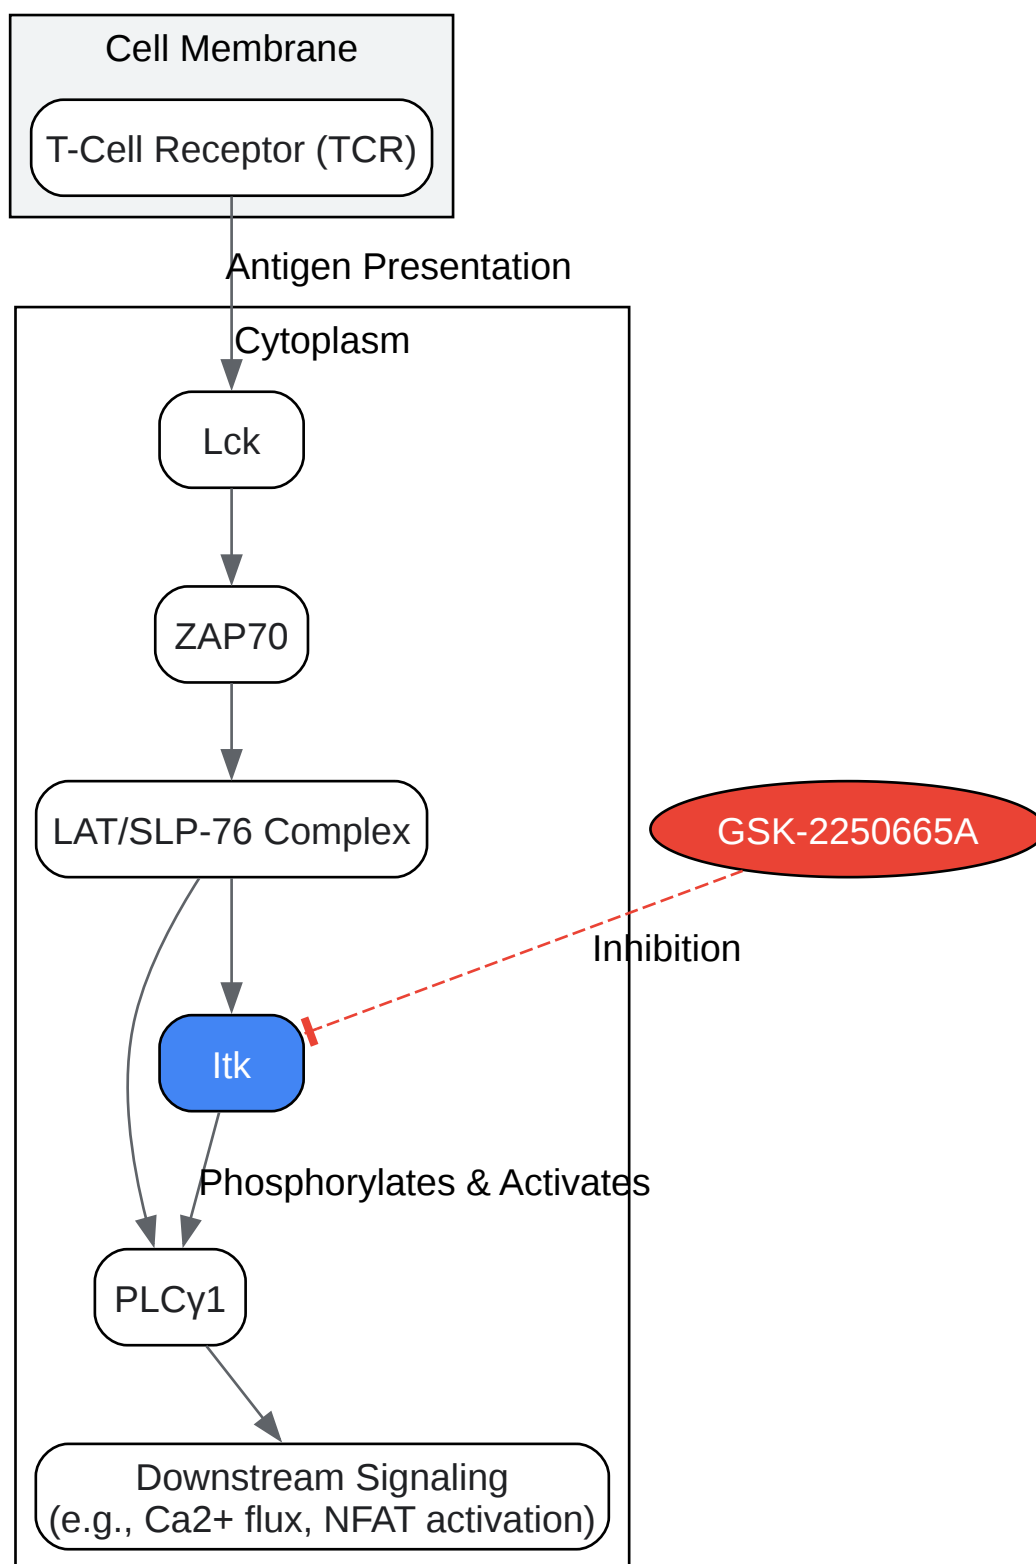 Cell Membrane
T-Cell Receptor (TCR)
Antigen Presentation
Cytoplasm
Lck
ZAP70
LAT/SLP-76 Complex
GSK-2250665A
Inhibition
Itk
Phosphorylates & Activates
PLCγ1
Downstream Signaling
(e.g., Ca2+ flux, NFAT activation)